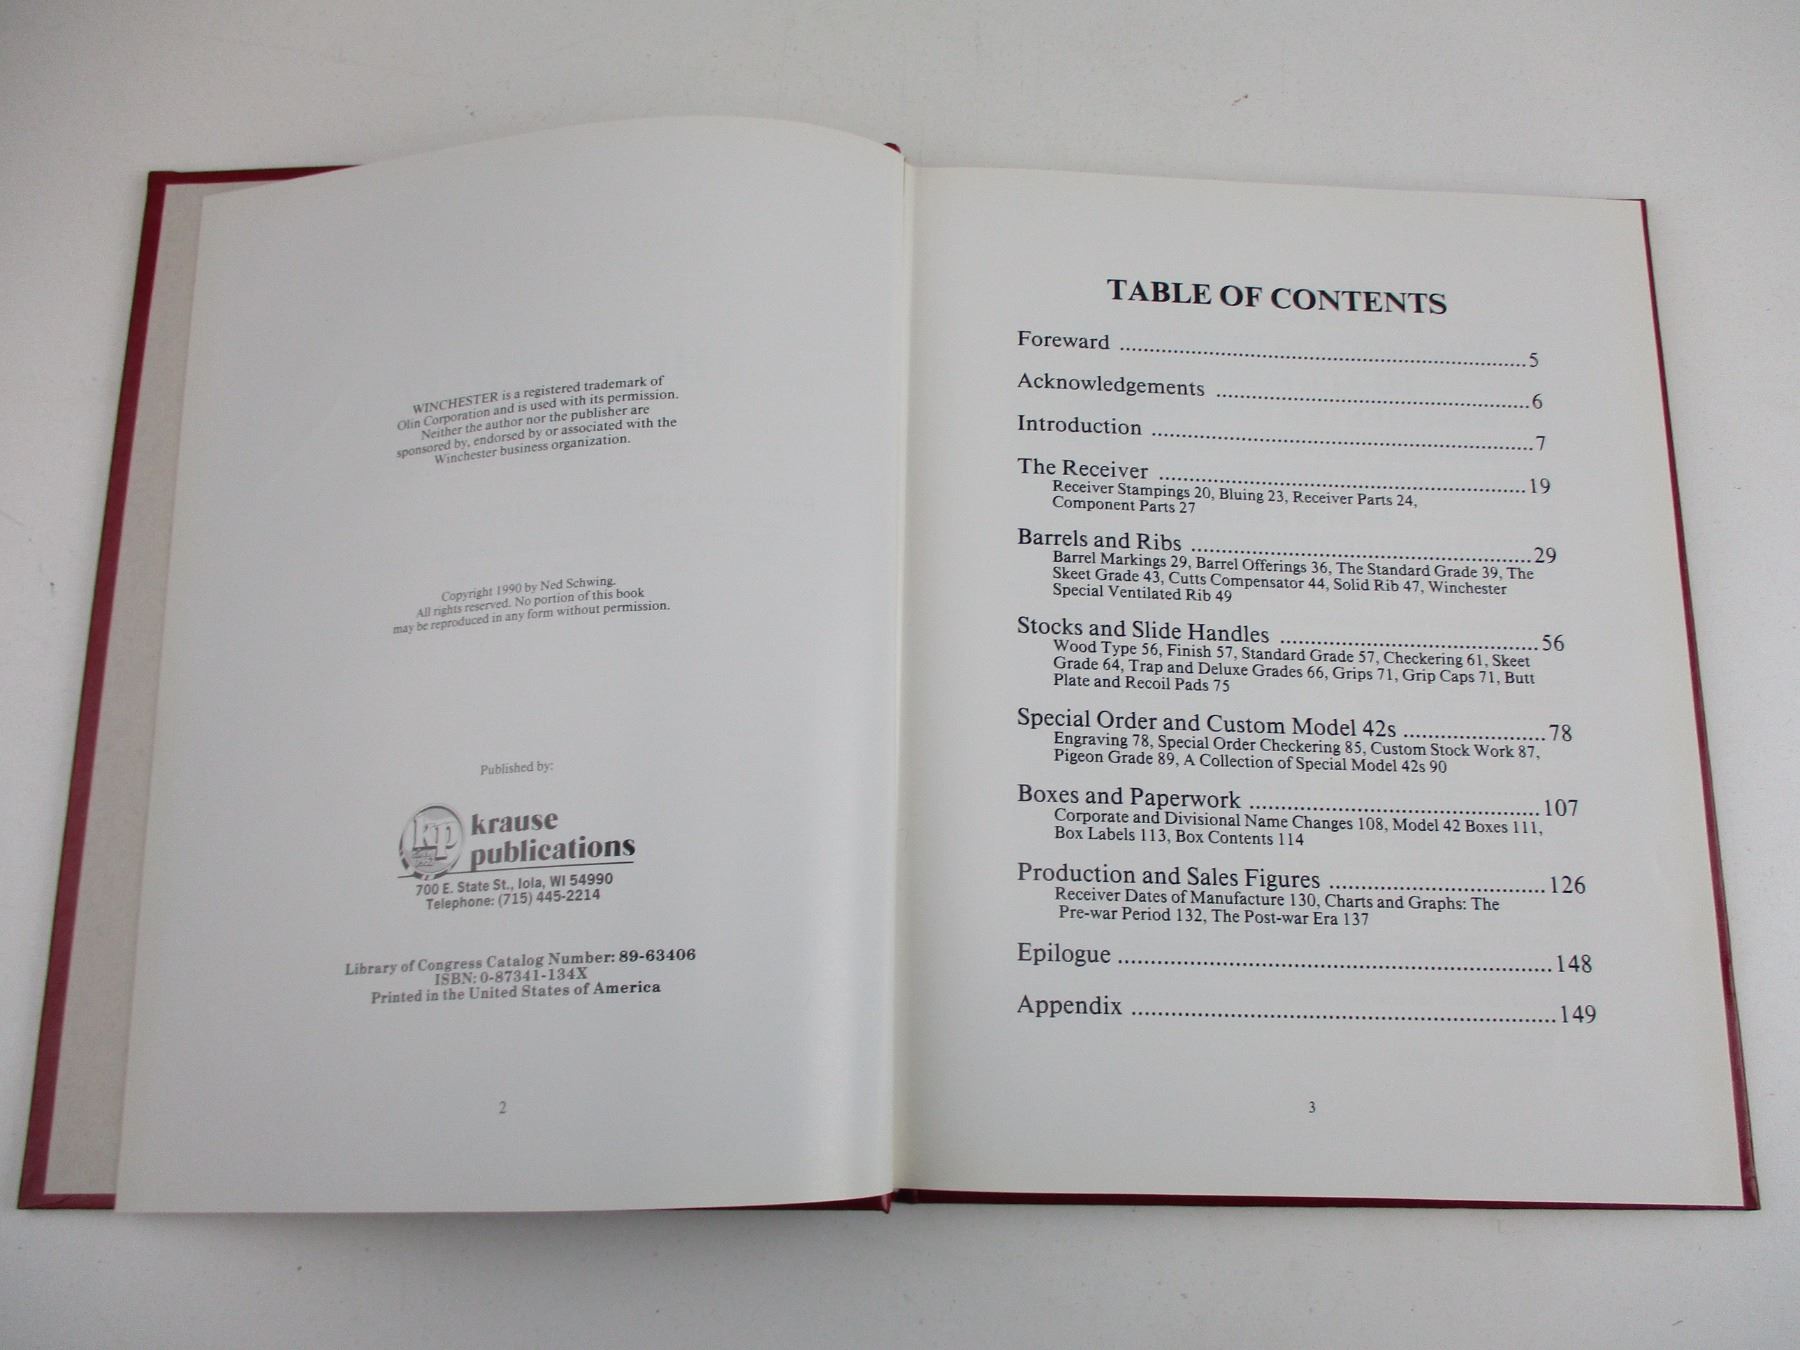 WINCHESTER is a registered trademark of
Olin Corporation and is used with its permission.
Neither the author nor the publisher are
sponsored by, endorsed by or associated with the
Winchester business organization.
Copyright 1990 by Ned Schwing.
All rights reserved. No portion of this book
may be reproduced in any form without permission.
Published by:
kp
krause
publications
700 E. State St., Iola, WI 54990
Telephone: (715) 445-2214
Library of Congress Catalog Number: 89-63406
ISBN: 0-87341-134X
Printed in the United States of America
2
TABLE OF CONTENTS
Foreward ..........5
Acknowledgements ..........6
Introduction ..........7
The Receiver ..........19
Receiver Stampings 20, Bluing 23, Receiver Parts 24,
Component Parts 27
Barrels and Ribs ..........29
Barrel Markings 29, Barrel Offerings 36, The Standard Grade 39, The
Skeet Grade 43, Cutts Compensator 44, Solid Rib 47, Winchester
Special Ventilated Rib 49
Stocks and Slide Handles ..........56
Wood Type 56, Finish 57, Standard Grade 57, Checkering 61, Skeet
Grade 64, Trap and Deluxe Grades 66, Grips 71, Grip Caps 71, Butt
Plate and Recoil Pads 75
Special Order and Custom Model 42s ..........78
Engraving 78, Special Order Checkering 85, Custom Stock Work 87,
Pigeon Grade 89, A Collection of Special Model 42s 90
Boxes and Paperwork ..........107
Corporate and Divisional Name Changes 108, Model 42 Boxes 111,
Box Labels 113, Box Contents 114
Production and Sales Figures ..........126
Receiver Dates of Manufacture 130, Charts and Graphs: The
Pre-war Period 132, The Post-war Era 137
Epilogue ..........148
Appendix ..........149
3